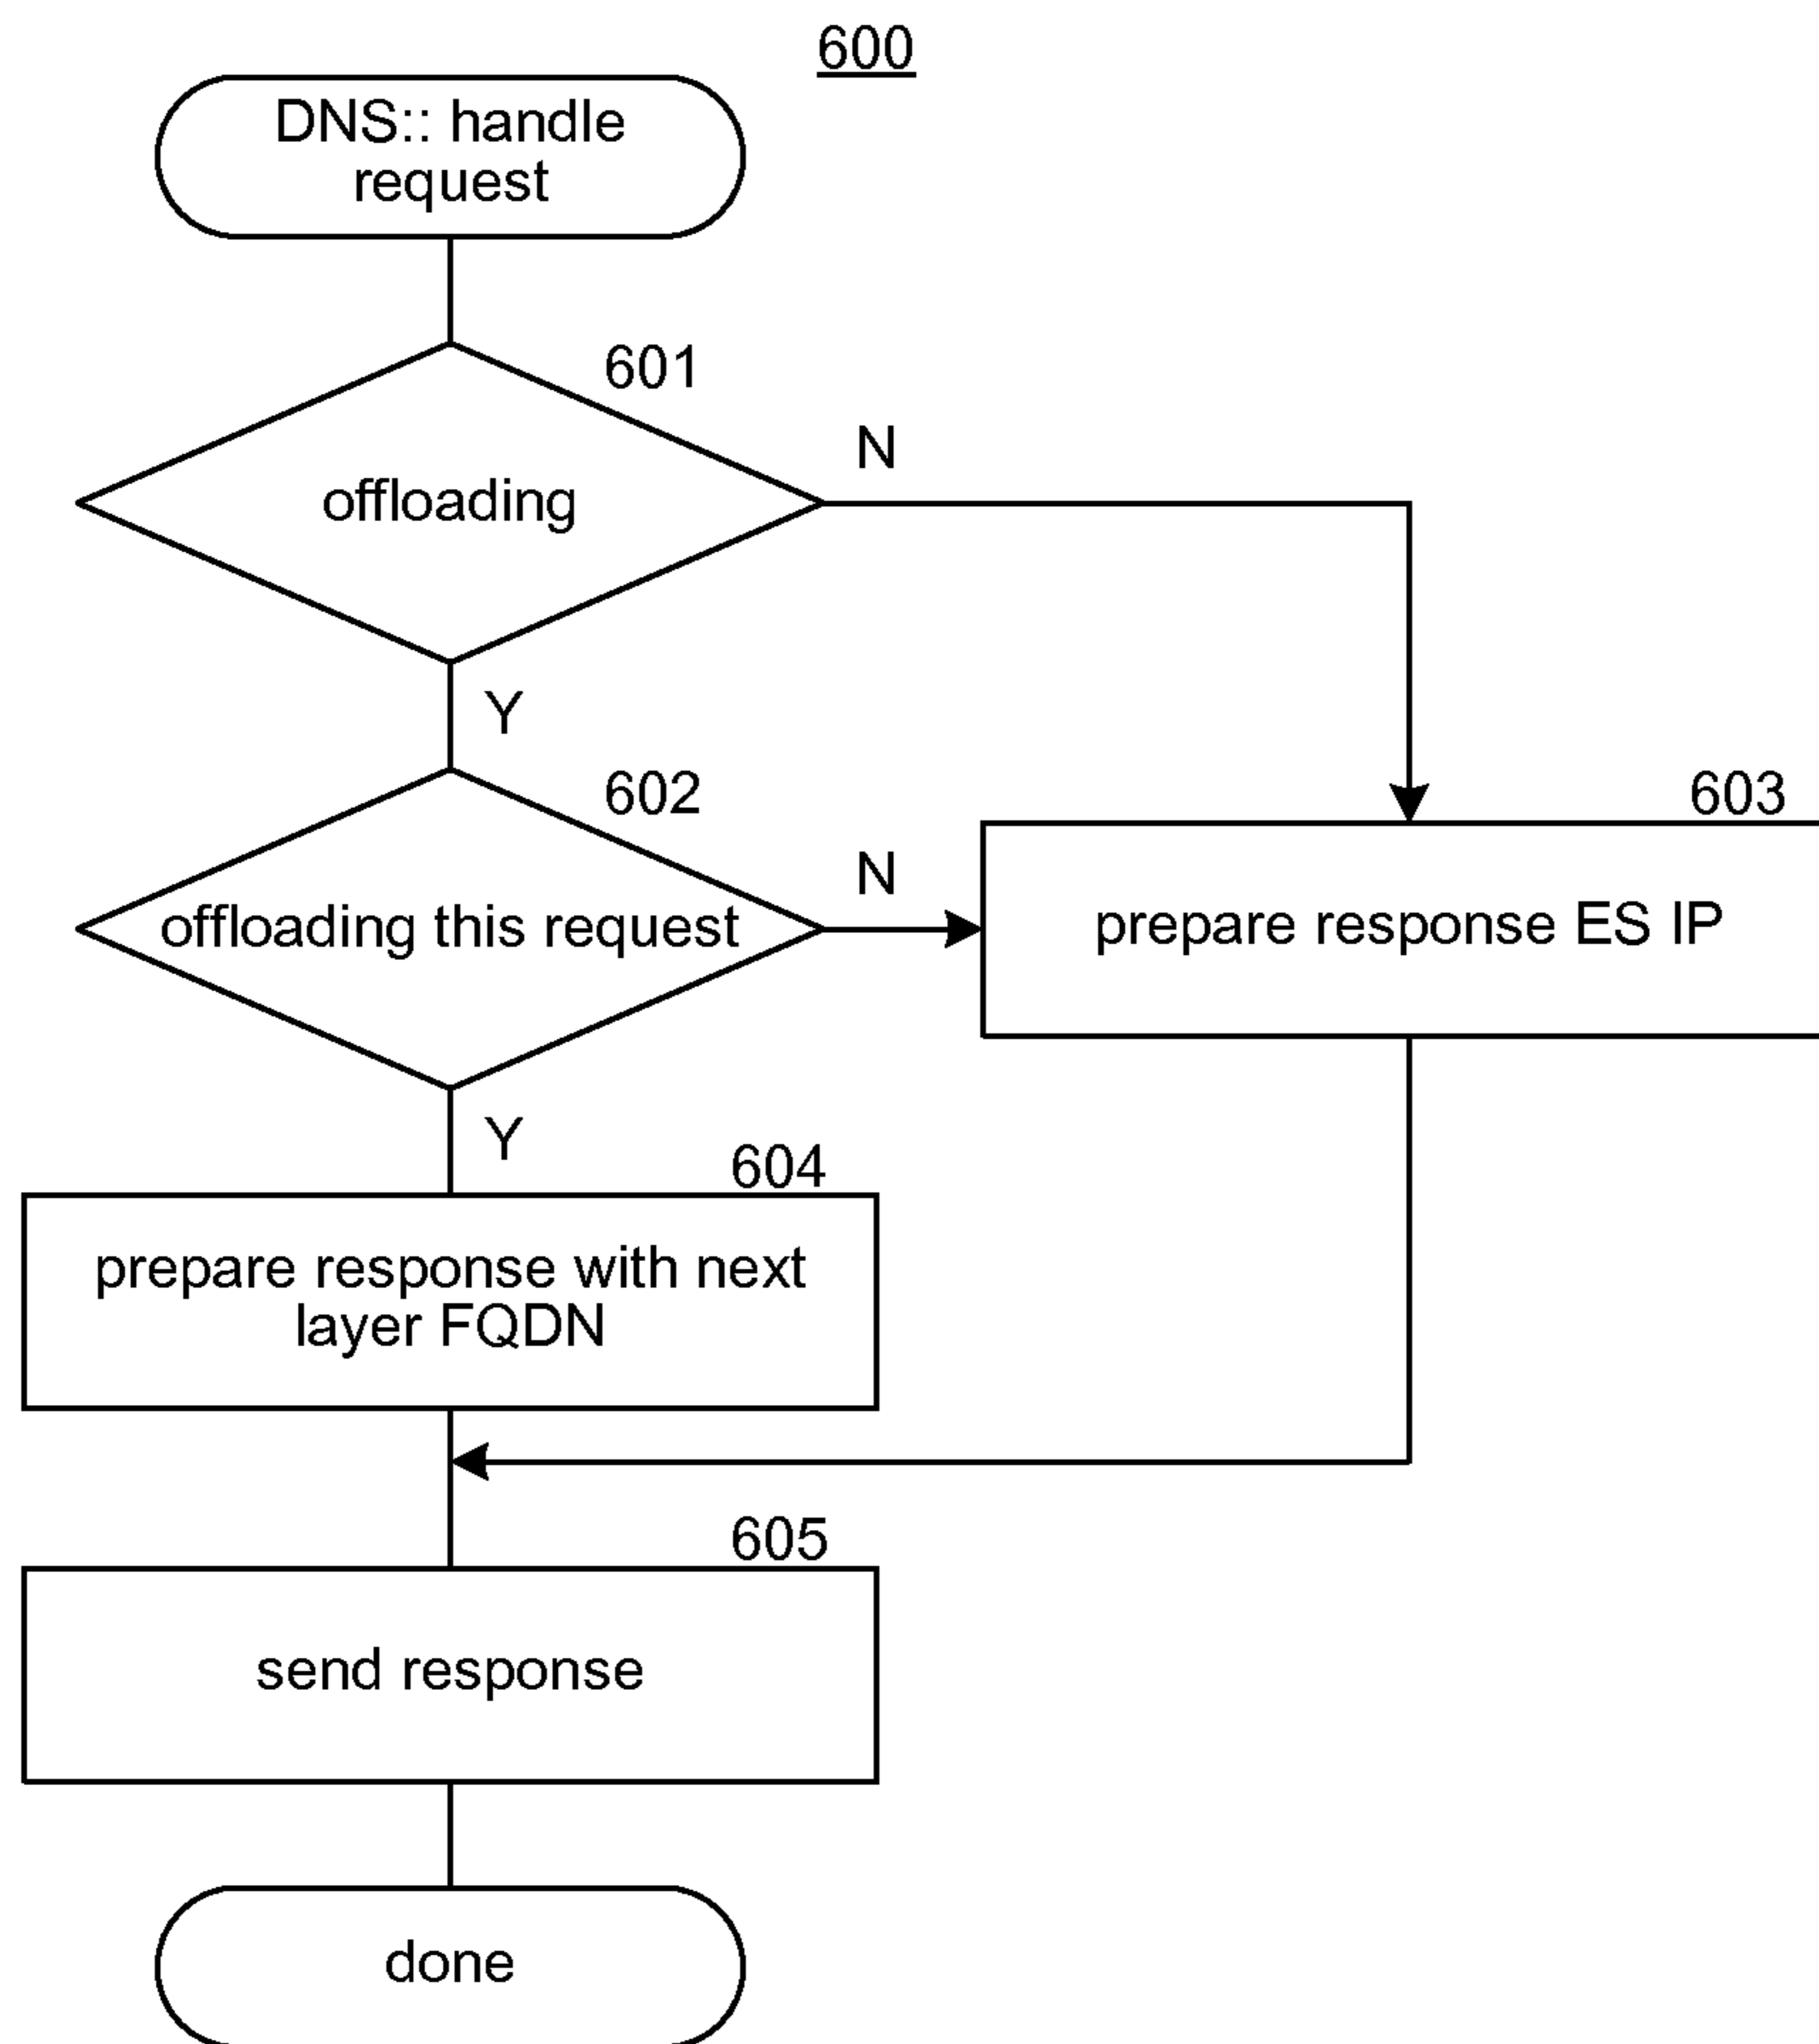 600
DNS:: handle
request
601
offloading
N
Y
602
offloading this request
N
603
prepare response ES IP
Y
604
prepare response with next
layer FQDN
605
send response
done